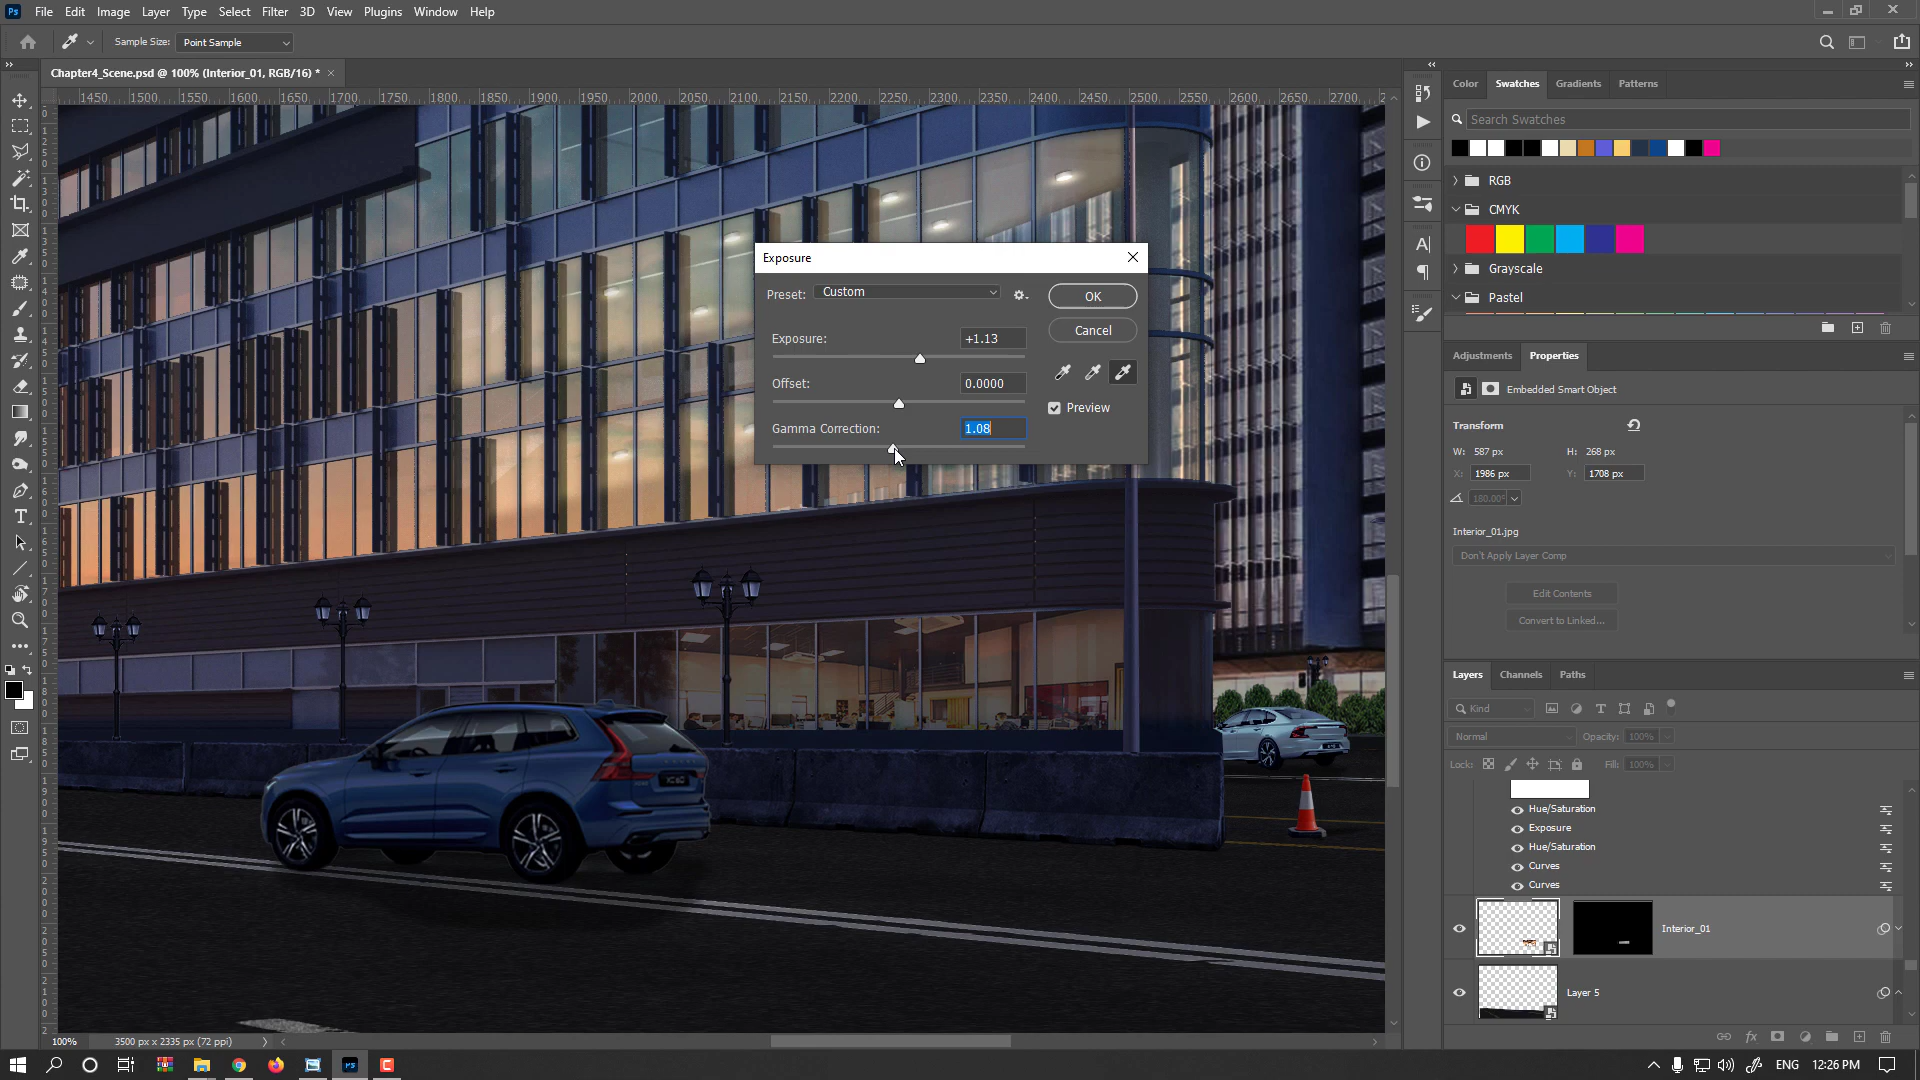 Ps File Edit Image Layer Type Select Filter 3D View Plugins Window Help
Sample Size: Point Sample
Chapter4_Scene.psd @ 100% (Interior_01, RGB/16) *
1450 1500 1550 1600 1650 1700 1750 1800 1850 1900 1950 2000 2050 2100 2150 2200 2250 2300 2350 2400 2450 2500 2550 2600 2650 2700
Exposure
Preset: Custom
OK
Cancel
Exposure: +1.13
Offset: 0.0000
Preview
Gamma Correction: 1.08
XC60
Color Swatches Gradients Patterns
Search Swatches
RGB
CMYK
Grayscale
Pastel
Adjustments Properties
Embedded Smart Object
Transform
W: 587 px H: 268 px
X: 1986 px Y: 1708 px
180.00°
Interior_01.jpg
Don't Apply Layer Comp
Edit Contents
Convert to Linked...
Layers Channels Paths
Kind
Normal Opacity: 100%
Lock: Fill: 100%
Hue/Saturation
Exposure
Hue/Saturation
Curves
Curves
Interior_01
Layer 5
100% 3500 px x 2335 px (72 ppi)
ENG 12:26 PM